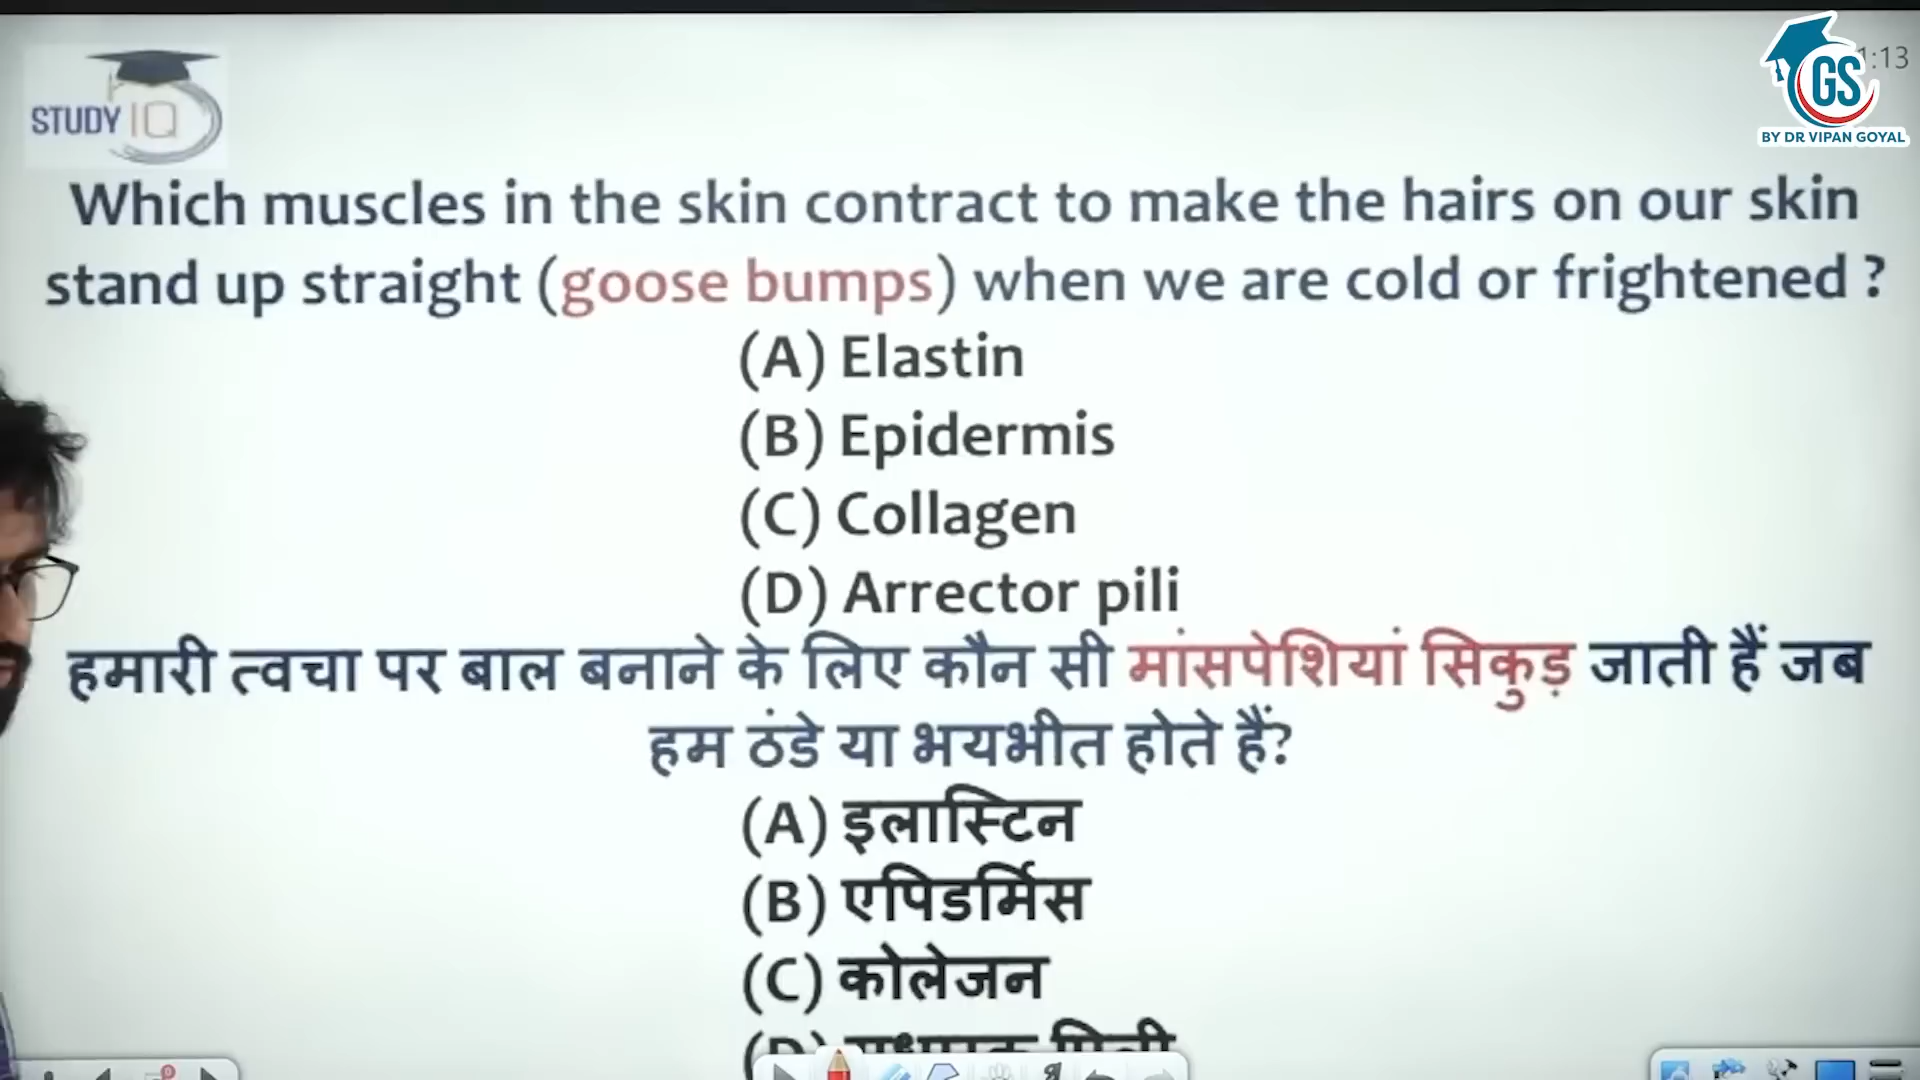 STUDY IQ
GS
:13
BY DR VIPAN GOYAL
Which muscles in the skin contract to make the hairs on our skin
stand up straight (goose bumps) when we are cold or frightened ?
(A) Elastin
(B) Epidermis
(C) Collagen
(D) Arrector pili
हमारी त्वचा पर बाल बनाने के लिए कौन सी मांसपेशियां सिकुड़ जाती हैं जब
हम ठंडे या भयभीत होते हैं?
(A) इलास्टिन
(B) एपिडर्मिस
(C) कोलेजन
(D)